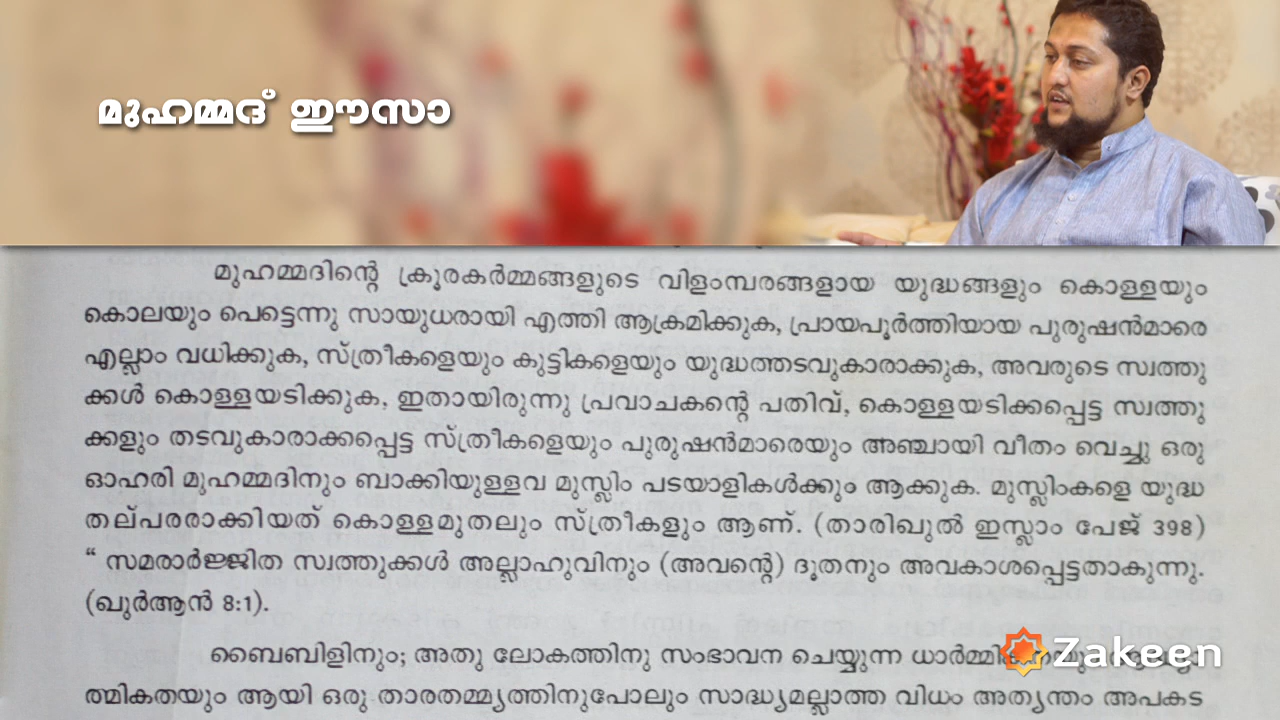 മുഹമ്മദ് ഈസാ
മുഹമ്മദിന്റെ ക്രൂരകർമ്മങ്ങളുടെ വിളംമ്പരങ്ങളായ യുദ്ധങ്ങളും കൊള്ളയും
കൊലയും പെട്ടെന്നു സായുധരായി എത്തി ആക്രമിക്കുക, പ്രായപൂർത്തിയായ പുരുഷൻമാരെ
എല്ലാം വധിക്കുക, സ്ത്രീകളെയും കുട്ടികളെയും യുദ്ധത്തടവുകാരാക്കുക, അവരുടെ സ്വത്തു
ക്കൾ കൊള്ളയടിക്കുക, ഇതായിരുന്നു പ്രവാചകന്റെ പതിവ്, കൊള്ളയടിക്കപ്പെട്ട സ്വത്തു
ക്കളും തടവുകാരാക്കപ്പെട്ട സ്ത്രീകളെയും പുരുഷൻമാരെയും അഞ്ചായി വീതം വെച്ചു ഒരു
ഓഹരി മുഹമ്മദിനും ബാക്കിയുള്ളവ മുസ്ലിം പടയാളികൾക്കും ആക്കുക. മുസ്ലിംകളെ യുദ്ധ
തല്പരരാക്കിയത് കൊള്ളമുതലും സ്ത്രീകളും ആണ്. (താരിഖുൽ ഇസ്ലാം പേജ് 398)
“ സമരാർജ്ജിത സ്വത്തുക്കൾ അല്ലാഹുവിനും (അവന്റെ) ദൂതനും അവകാശപ്പെട്ടതാകുന്നു.
(ഖുർആൻ 8:1).
ബൈബിളിനും; അതു ലോകത്തിനു സംഭാവന ചെയ്യുന്ന
ത്മികതയും ആയി ഒരു താരതമ്മ്യത്തിനുപോലും സാദ്ധ്യമല്ലാത്ത വിധം അത്യന്തം അപകട
Zakeen